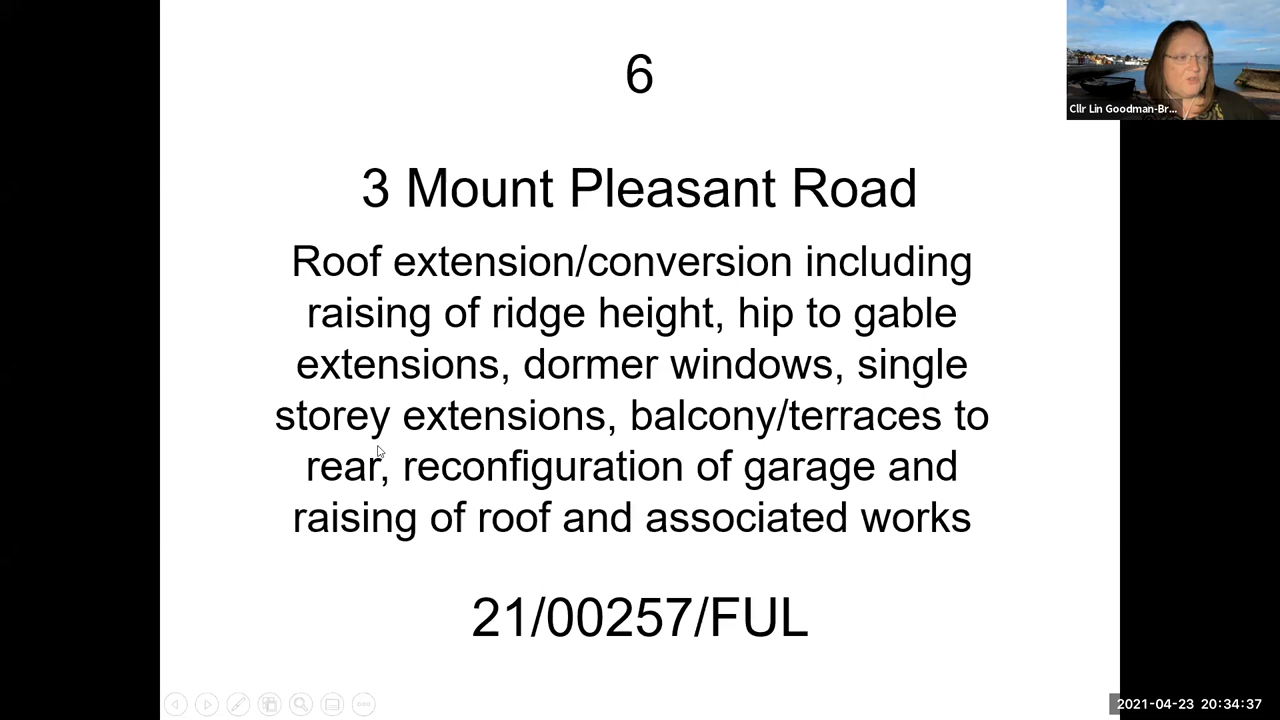 6
3 Mount Pleasant Road
Roof extension/conversion including
raising of ridge height, hip to gable
extensions, dormer windows, single
storey extensions, balcony/terraces to
rear, reconfiguration of garage and
raising of roof and associated works
21/00257/FUL
Cllr Lin Goodman-Br...
2021-04-23 20:34:37